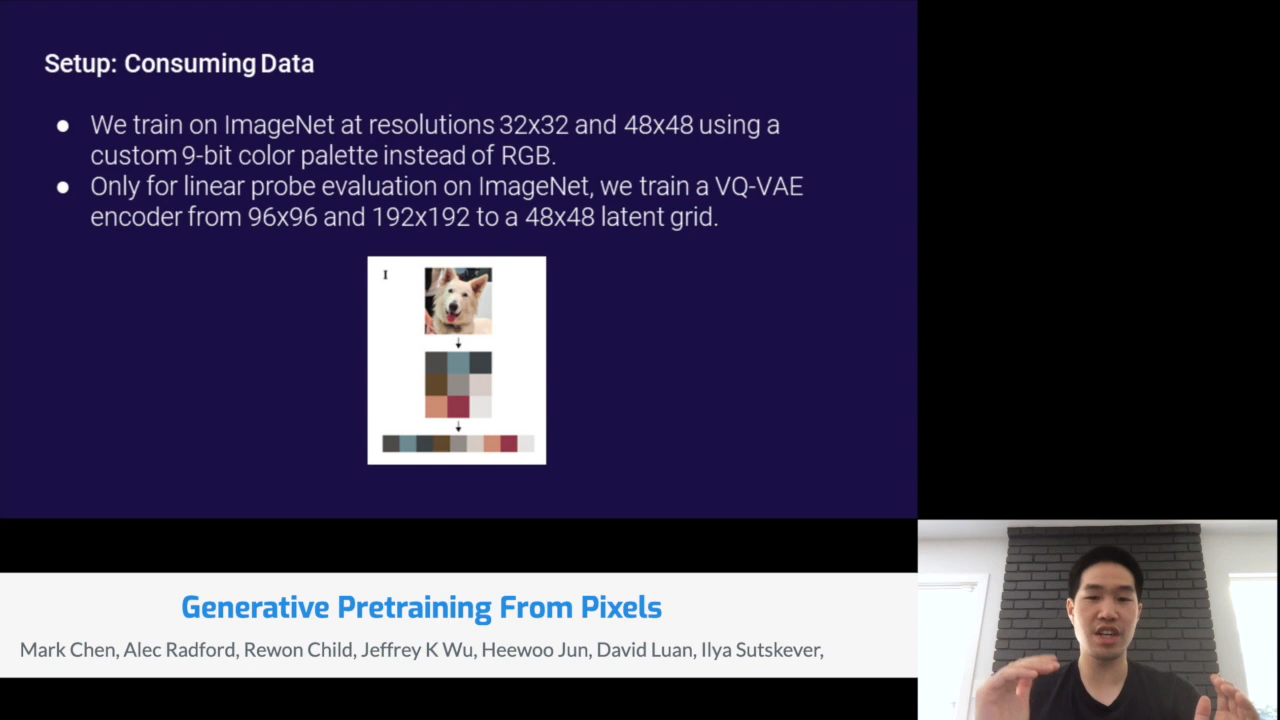 Setup: Consuming Data
● We train on ImageNet at resolutions 32x32 and 48x48 using a
custom 9-bit color palette instead of RGB.
● Only for linear probe evaluation on ImageNet, we train a VQ-VAE
encoder from 96x96 and 192x192 to a 48x48 latent grid.
I
Generative Pretraining From Pixels
Mark Chen, Alec Radford, Rewon Child, Jeffrey K Wu, Heewoo Jun, David Luan, Ilya Sutskever,